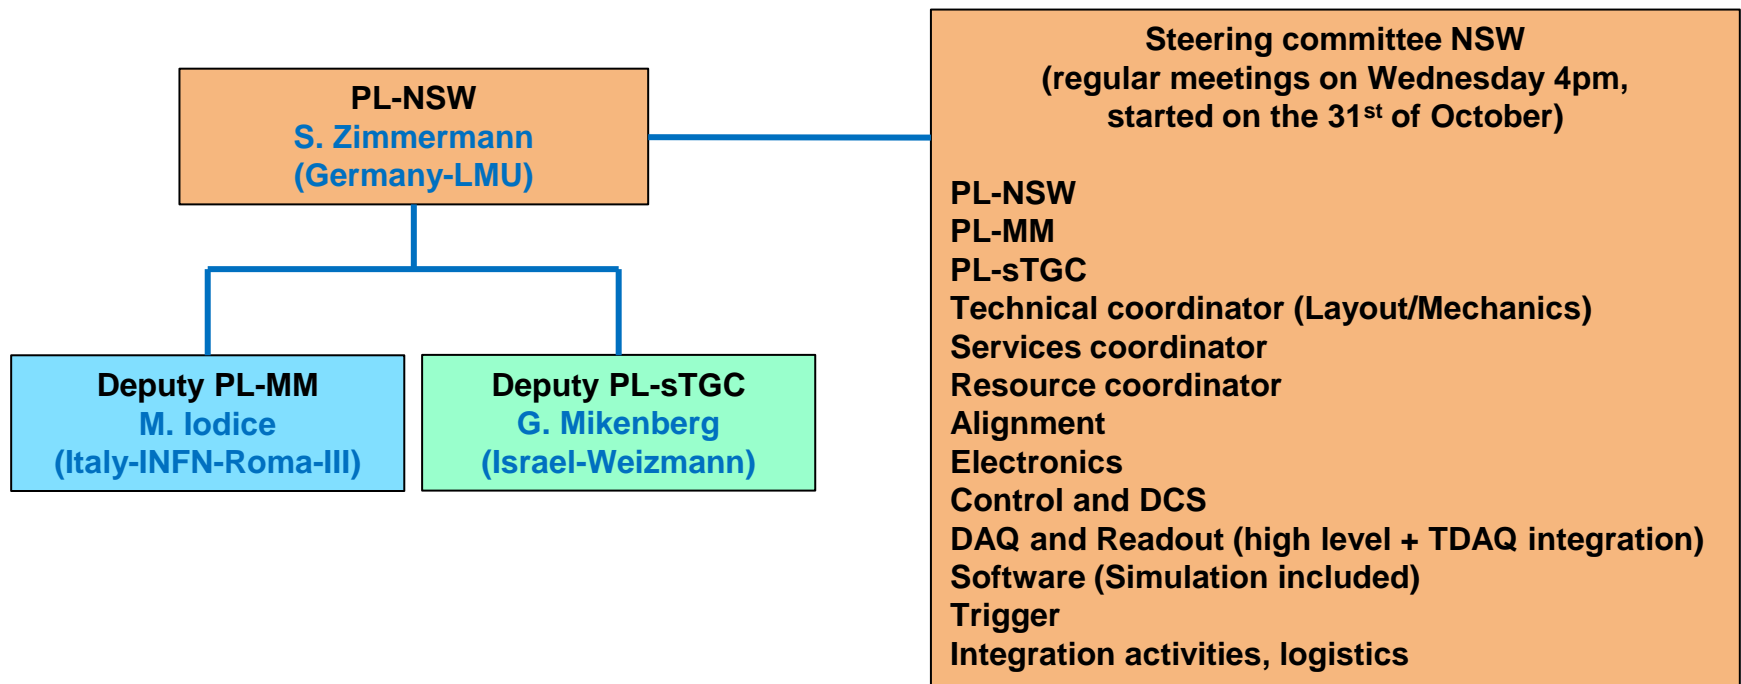 PL-NSW
S. Zimmermann
(Germany-LMU)
Deputy PL-MM
M. Iodice
(Italy-INFN-Roma-III)
Deputy PL-sTGC
G. Mikenberg
(Israel-Weizmann)
Steering committee NSW
(regular meetings on Wednesday 4pm,
started on the 31st of October)
PL-NSW
PL-MM
PL-sTGC
Technical coordinator (Layout/Mechanics)
Services coordinator
Resource coordinator
Alignment
Electronics
Control and DCS
DAQ and Readout (high level + TDAQ integration)
Software (Simulation included)
Trigger
Integration activities, logistics